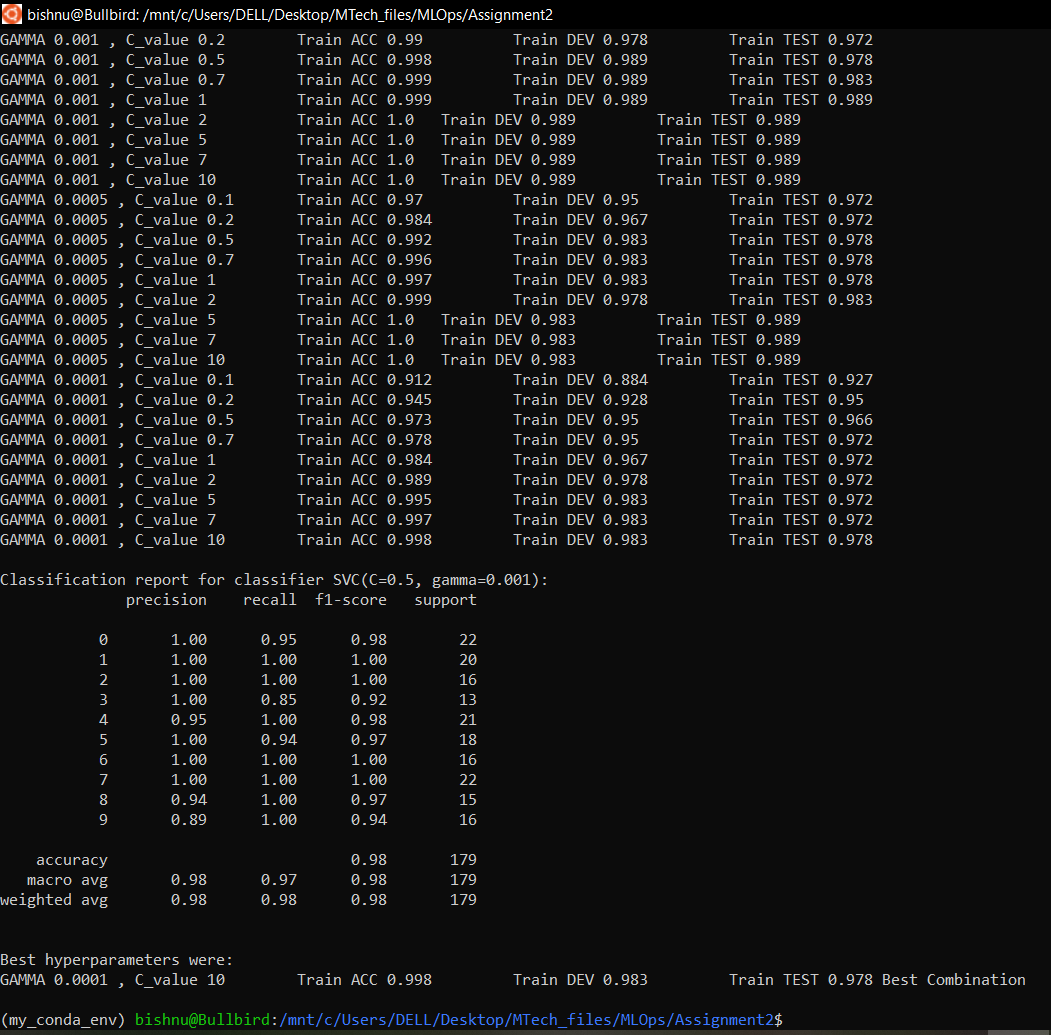 bishnu@Bullbird: /mnt/c/Users/DELL/Desktop/MTech_files/MLOps/Assignment2
GAMMA 0.001 , C_value 0.2 Train ACC 0.99 Train DEV 0.978 Train TEST 0.972
GAMMA 0.001 , C_value 0.5 Train ACC 0.998 Train DEV 0.989 Train TEST 0.978
GAMMA 0.001 , C_value 0.7 Train ACC 0.999 Train DEV 0.989 Train TEST 0.983
GAMMA 0.001 , C_value 1 Train ACC 0.999 Train DEV 0.989 Train TEST 0.989
GAMMA 0.001 , C_value 2 Train ACC 1.0 Train DEV 0.989 Train TEST 0.989
GAMMA 0.001 , C_value 5 Train ACC 1.0 Train DEV 0.989 Train TEST 0.989
GAMMA 0.001 , C_value 7 Train ACC 1.0 Train DEV 0.989 Train TEST 0.989
GAMMA 0.001 , C_value 10 Train ACC 1.0 Train DEV 0.989 Train TEST 0.989
GAMMA 0.0005 , C_value 0.1 Train ACC 0.97 Train DEV 0.95 Train TEST 0.972
GAMMA 0.0005 , C_value 0.2 Train ACC 0.984 Train DEV 0.967 Train TEST 0.972
GAMMA 0.0005 , C_value 0.5 Train ACC 0.992 Train DEV 0.983 Train TEST 0.978
GAMMA 0.0005 , C_value 0.7 Train ACC 0.996 Train DEV 0.983 Train TEST 0.978
GAMMA 0.0005 , C_value 1 Train ACC 0.997 Train DEV 0.983 Train TEST 0.978
GAMMA 0.0005 , C_value 2 Train ACC 0.999 Train DEV 0.978 Train TEST 0.983
GAMMA 0.0005 , C_value 5 Train ACC 1.0 Train DEV 0.983 Train TEST 0.989
GAMMA 0.0005 , C_value 7 Train ACC 1.0 Train DEV 0.983 Train TEST 0.989
GAMMA 0.0005 , C_value 10 Train ACC 1.0 Train DEV 0.983 Train TEST 0.989
GAMMA 0.0001 , C_value 0.1 Train ACC 0.912 Train DEV 0.884 Train TEST 0.927
GAMMA 0.0001 , C_value 0.2 Train ACC 0.945 Train DEV 0.928 Train TEST 0.95
GAMMA 0.0001 , C_value 0.5 Train ACC 0.973 Train DEV 0.95 Train TEST 0.966
GAMMA 0.0001 , C_value 0.7 Train ACC 0.978 Train DEV 0.95 Train TEST 0.972
GAMMA 0.0001 , C_value 1 Train ACC 0.984 Train DEV 0.967 Train TEST 0.972
GAMMA 0.0001 , C_value 2 Train ACC 0.989 Train DEV 0.978 Train TEST 0.972
GAMMA 0.0001 , C_value 5 Train ACC 0.995 Train DEV 0.983 Train TEST 0.972
GAMMA 0.0001 , C_value 7 Train ACC 0.997 Train DEV 0.983 Train TEST 0.972
GAMMA 0.0001 , C_value 10 Train ACC 0.998 Train DEV 0.983 Train TEST 0.978
Classification report for classifier SVC(C=0.5, gamma=0.001):
precision recall f1-score support
0 1.00 0.95 0.98 22
1 1.00 1.00 1.00 20
2 1.00 1.00 1.00 16
3 1.00 0.85 0.92 13
4 0.95 1.00 0.98 21
5 1.00 0.94 0.97 18
6 1.00 1.00 1.00 16
7 1.00 1.00 1.00 22
8 0.94 1.00 0.97 15
9 0.89 1.00 0.94 16
accuracy 0.98 179
macro avg 0.98 0.97 0.98 179
weighted avg 0.98 0.98 0.98 179
Best hyperparameters were:
GAMMA 0.0001 , C_value 10 Train ACC 0.998 Train DEV 0.983 Train TEST 0.978 Best Combination
(my_conda_env) bishnu@Bullbird:/mnt/c/Users/DELL/Desktop/MTech_files/MLOps/Assignment2$